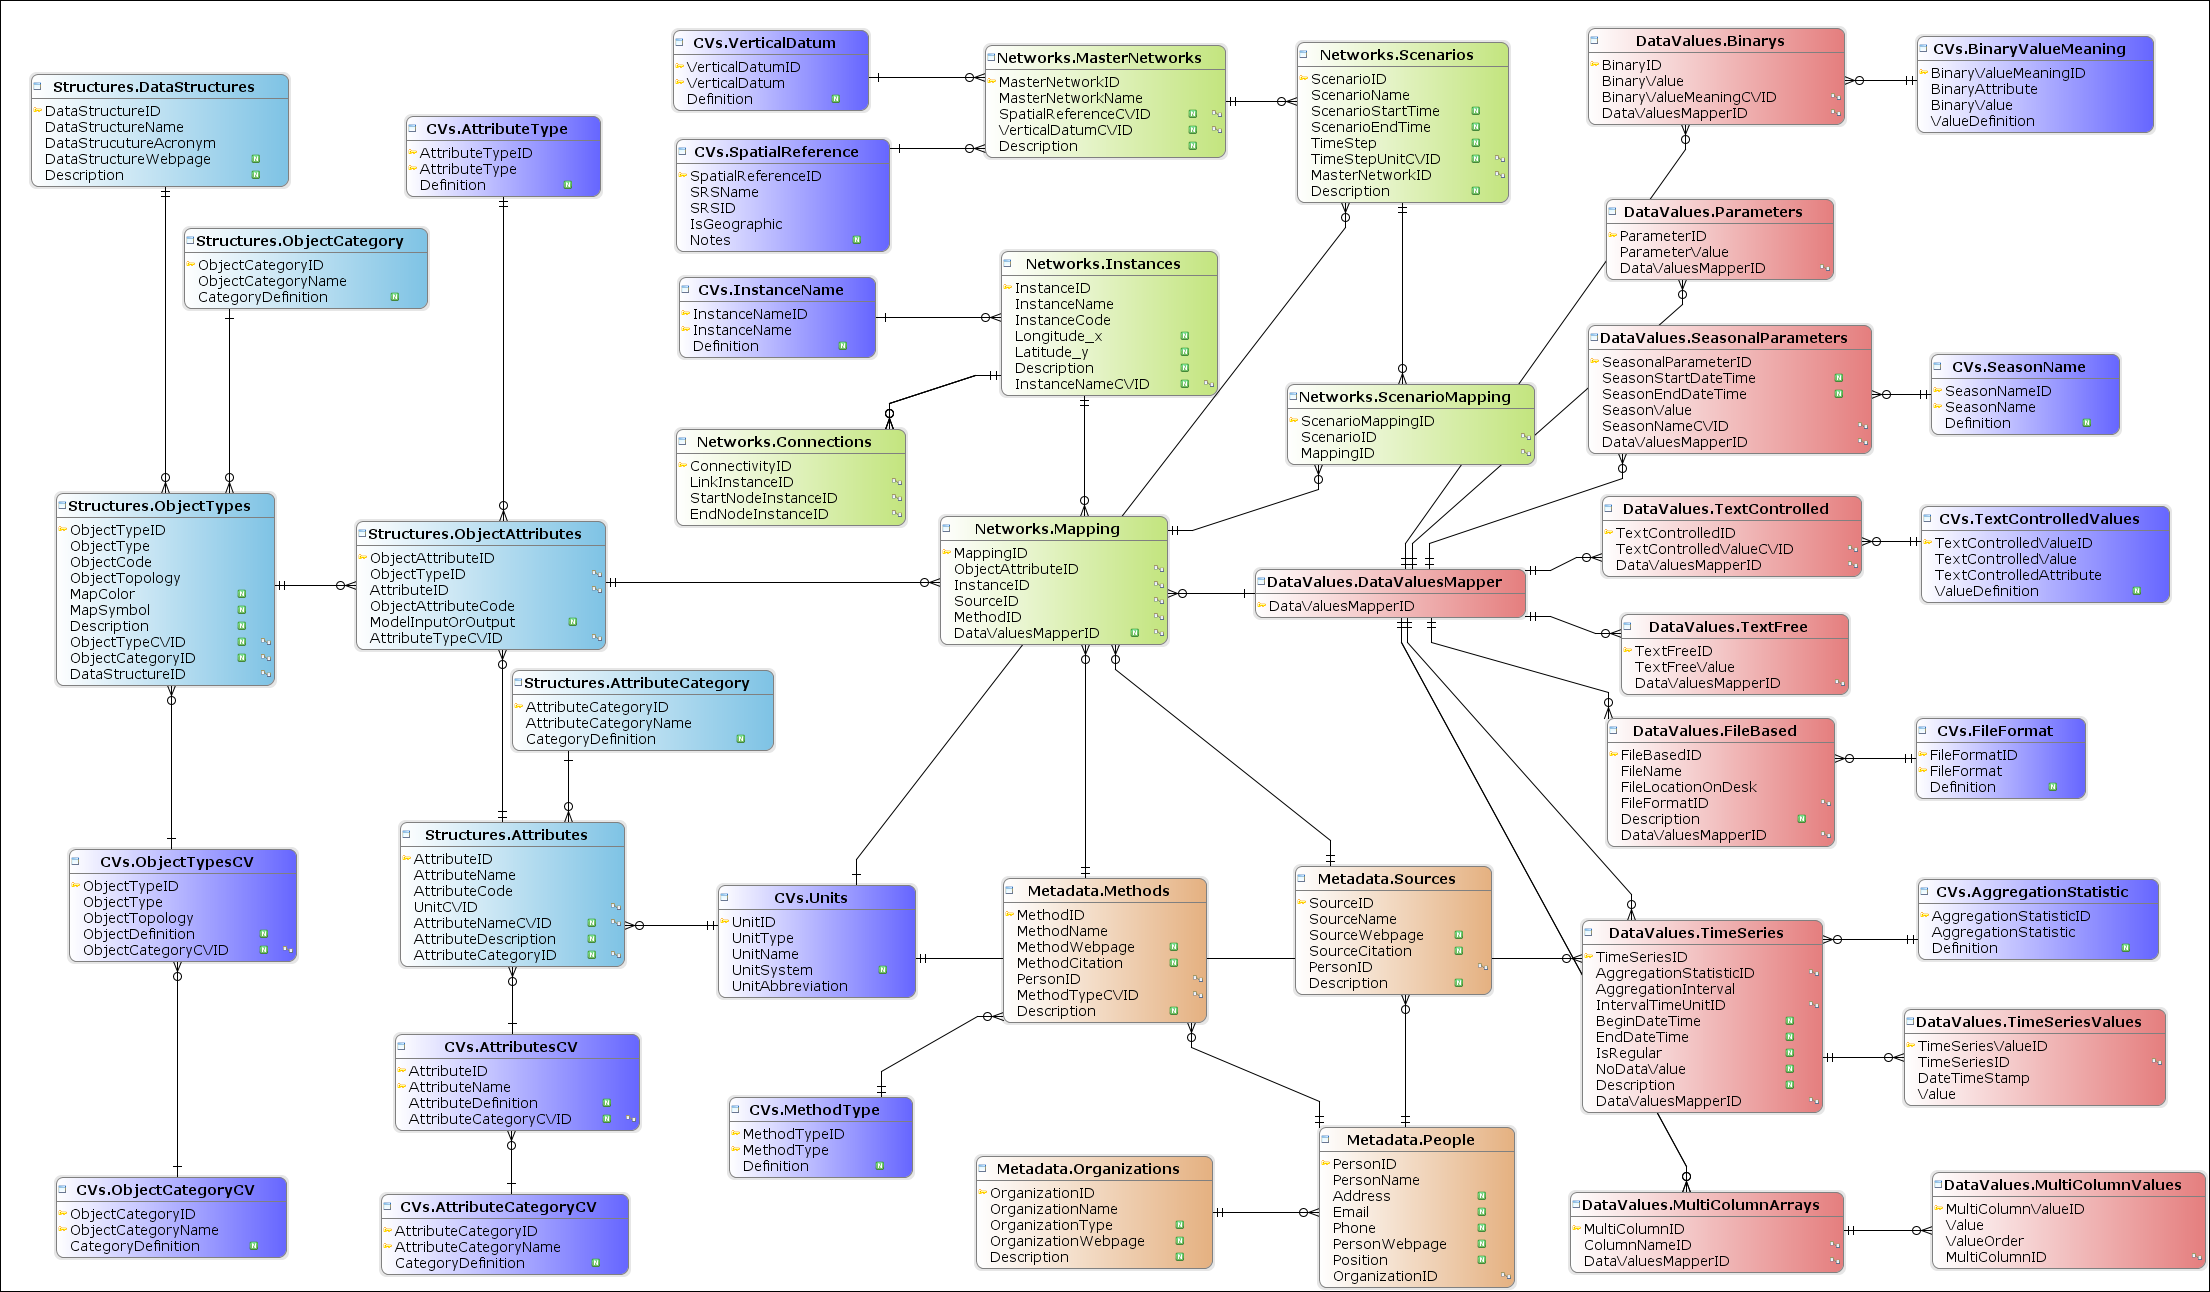 Structures.DataStructures
DataStructureID
DataStructureName
DataStrucutureAcronym
DataStructureWebpage
Description
Structures.ObjectCategory
ObjectCategoryID
ObjectCategoryName
CategoryDefinition
CVs.AttributeType
AttributeTypeID
AttributeType
Definition
Structures.ObjectTypes
ObjectTypeID
ObjectType
ObjectCode
ObjectTopology
MapColor
MapSymbol
Description
ObjectTypeCVID
ObjectCategoryID
DataStructureID
Structures.ObjectAttributes
ObjectAttributeID
ObjectTypeID
AttributeID
ObjectAttributeCode
ModelInputOrOutput
AttributeTypeCVID
Structures.AttributeCategory
AttributeCategoryID
AttributeCategoryName
CategoryDefinition
Structures.Attributes
AttributeID
AttributeName
AttributeCode
UnitCVID
AttributeNameCVID
AttributeDescription
AttributeCategoryID
CVs.ObjectTypesCV
ObjectTypeID
ObjectType
ObjectTopology
ObjectDefinition
ObjectCategoryCVID
CVs.AttributesCV
AttributeID
AttributeName
AttributeDefinition
AttributeCategoryCVID
CVs.ObjectCategoryCV
ObjectCategoryID
ObjectCategoryName
CategoryDefinition
CVs.AttributeCategoryCV
AttributeCategoryID
AttributeCategoryName
CategoryDefinition
CVs.VerticalDatum
VerticalDatumID
VerticalDatum
Definition
CVs.SpatialReference
SpatialReferenceID
SRSName
SRSID
IsGeographic
Notes
CVs.InstanceName
InstanceNameID
InstanceName
Definition
Networks.MasterNetworks
MasterNetworkID
MasterNetworkName
SpatialReferenceCVID
VerticalDatumCVID
Description
Networks.Instances
InstanceID
InstanceName
InstanceCode
Longitude_x
Latitude_y
Description
InstanceNameCVID
Networks.Connections
ConnectivityID
LinkInstanceID
StartNodeInstanceID
EndNodeInstanceID
Networks.Scenarios
ScenarioID
ScenarioName
ScenarioStartTime
ScenarioEndTime
TimeStep
TimeStepUnitCVID
MasterNetworkID
Description
Networks.ScenarioMapping
ScenarioMappingID
ScenarioID
MappingID
Networks.Mapping
MappingID
ObjectAttributeID
InstanceID
SourceID
MethodID
DataValuesMapperID
DataValues.DataValuesMapper
DataValuesMapperID
CVs.Units
UnitID
UnitType
UnitName
UnitSystem
UnitAbbreviation
Metadata.Methods
MethodID
MethodName
MethodWebpage
MethodCitation
PersonID
MethodTypeCVID
Description
Metadata.Sources
SourceID
SourceName
SourceWebpage
SourceCitation
PersonID
Description
CVs.MethodType
MethodTypeID
MethodType
Definition
Metadata.Organizations
OrganizationID
OrganizationName
OrganizationType
OrganizationWebpage
Description
Metadata.People
PersonID
PersonName
Address
Email
Phone
PersonWebpage
Position
OrganizationID
DataValues.Binarys
BinaryID
BinaryValue
BinaryValueMeaningCVID
DataValuesMapperID
CVs.BinaryValueMeaning
BinaryValueMeaningID
BinaryAttribute
BinaryValue
ValueDefinition
DataValues.Parameters
ParameterID
ParameterValue
DataValuesMapperID
DataValues.SeasonalParameters
SeasonalParameterID
SeasonStartDateTime
SeasonEndDateTime
SeasonValue
SeasonNameCVID
DataValuesMapperID
CVs.SeasonName
SeasonNameID
SeasonName
Definition
DataValues.TextControlled
TextControlledID
TextControlledValueCVID
DataValuesMapperID
CVs.TextControlledValues
TextControlledValueID
TextControlledValue
TextControlledAttribute
ValueDefinition
DataValues.TextFree
TextFreeID
TextFreeValue
DataValuesMapperID
DataValues.FileBased
FileBasedID
FileName
FileLocationOnDesk
FileFormatID
Description
DataValuesMapperID
CVs.FileFormat
FileFormatID
FileFormat
Definition
DataValues.TimeSeries
TimeSeriesID
AggregationStatisticID
AggregationInterval
IntervalTimeUnitID
BeginDateTime
EndDateTime
IsRegular
NoDataValue
Description
DataValuesMapperID
CVs.AggregationStatistic
AggregationStatisticID
AggregationStatistic
Definition
DataValues.TimeSeriesValues
TimeSeriesValueID
TimeSeriesID
DateTimeStamp
Value
DataValues.MultiColumnArrays
MultiColumnID
ColumnNameID
DataValuesMapperID
DataValues.MultiColumnValues
MultiColumnValueID
Value
ValueOrder
MultiColumnID